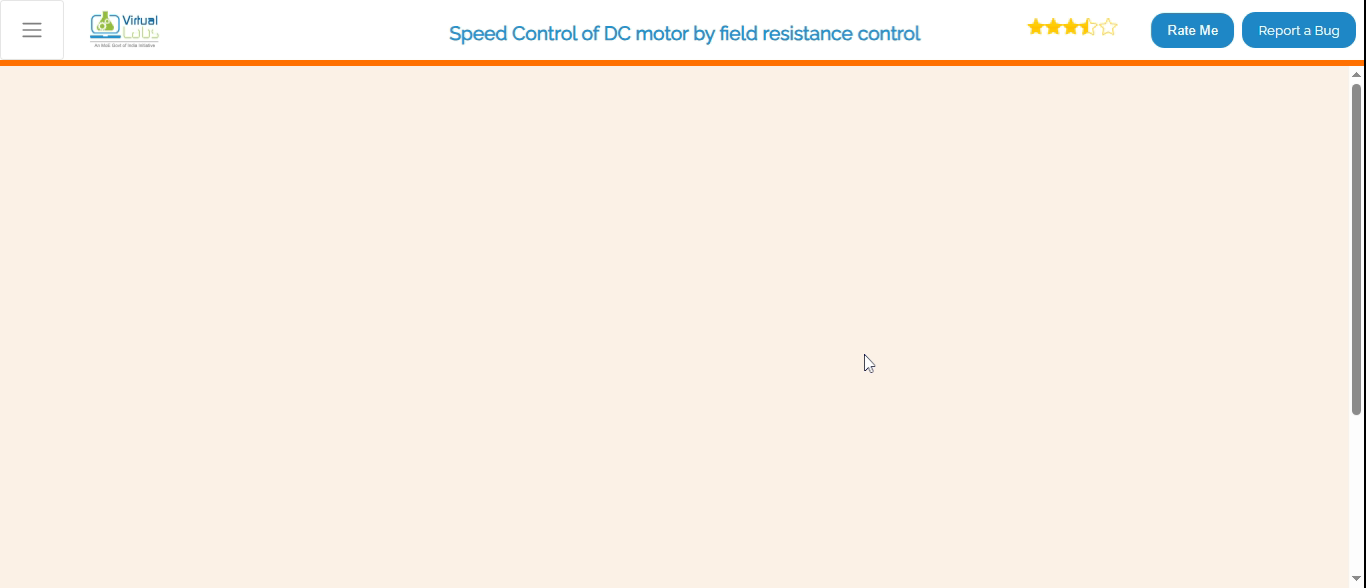 Virtual
Labs
An MoE Govt of India Initiative
Speed Control of DC motor by field resistance control
Rate Me
Report a Bug